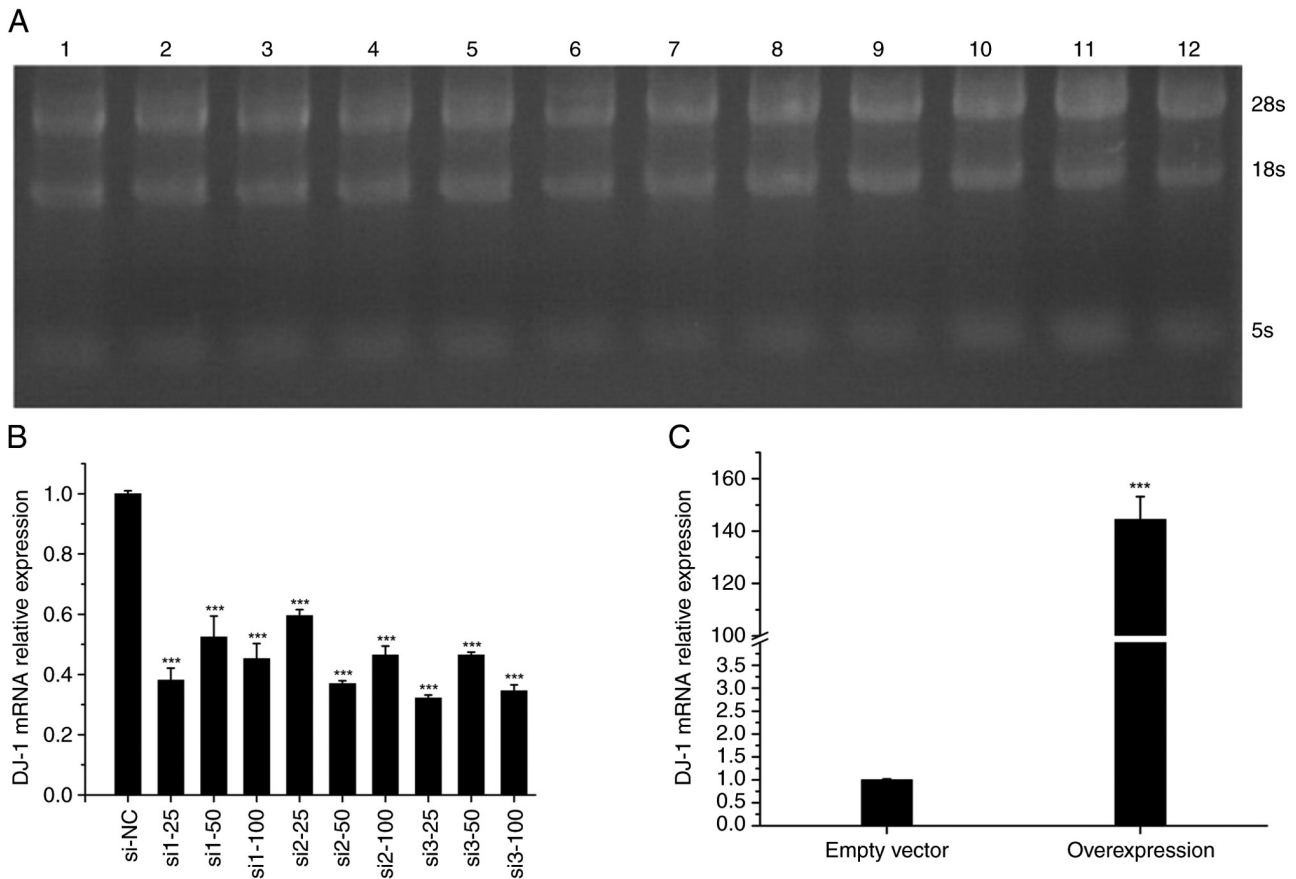 A
1 2 3 4 5 6 7 8 9 10 11 12
28s
18s
5s
B
DJ-1 mRNA relative expression
1.0
0.8
0.6
0.4
0.2
0.0
***
***
***
***
***
***
***
***
***
si-NC
si1-25
si1-50
si1-100
si2-25
si2-50
si2-100
si3-25
si3-50
si3-100
C
DJ-1 mRNA relative expression
160
140
120
100
3.5
3.0
2.5
2.0
1.5
1.0
0.5
0.0
***
Empty vector
Overexpression